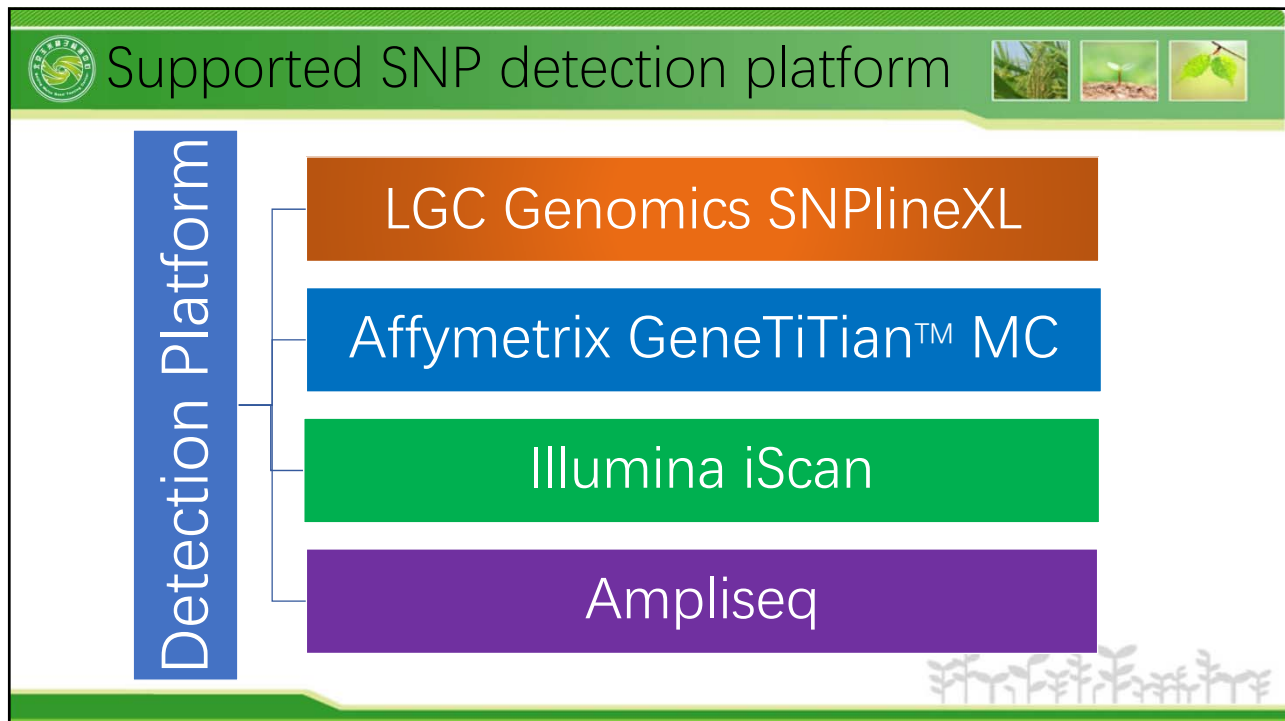 Supported SNP detection platform
Detection Platform
LGC Genomics SNPlineXL
Affymetrix GeneTiTian™ MC
Illumina iScan
Ampliseq